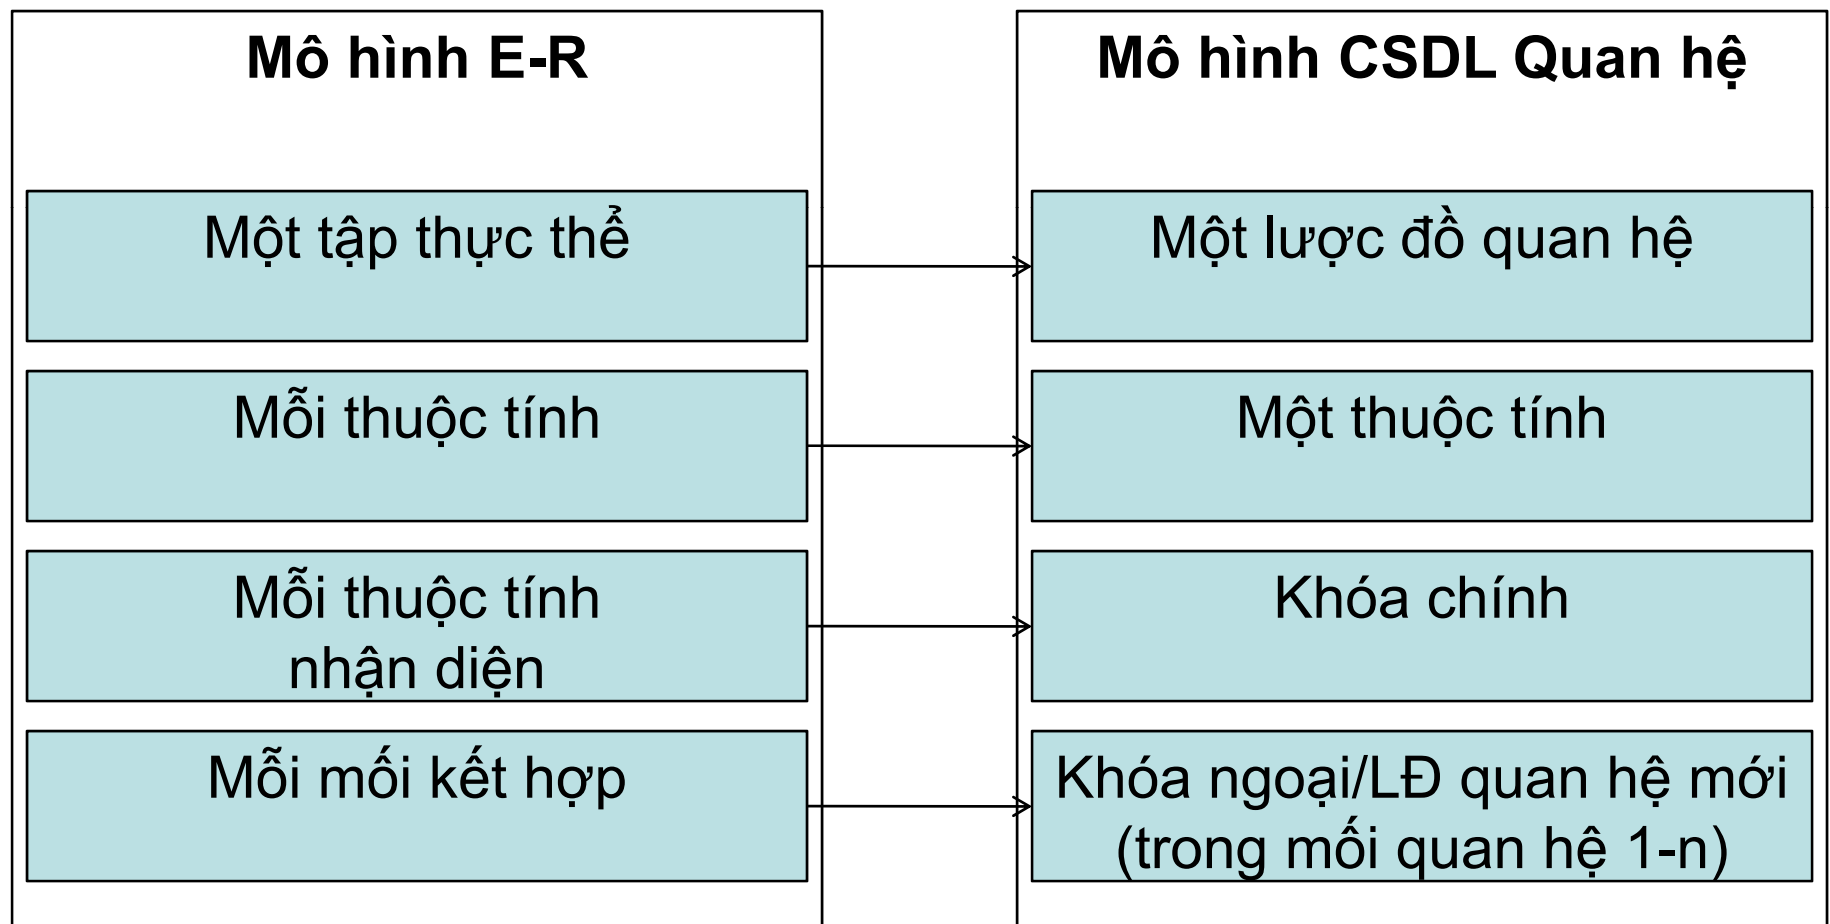 Mô hình E-R
Mô hình CSDL Quan hệ
Một tập thực thể
Một lược đồ quan hệ
Mỗi thuộc tính
Một thuộc tính
Mỗi thuộc tính
nhận diện
Khóa chính
Mỗi mối kết hợp
Khóa ngoại/LĐ quan hệ mới
(trong mối quan hệ 1-n)